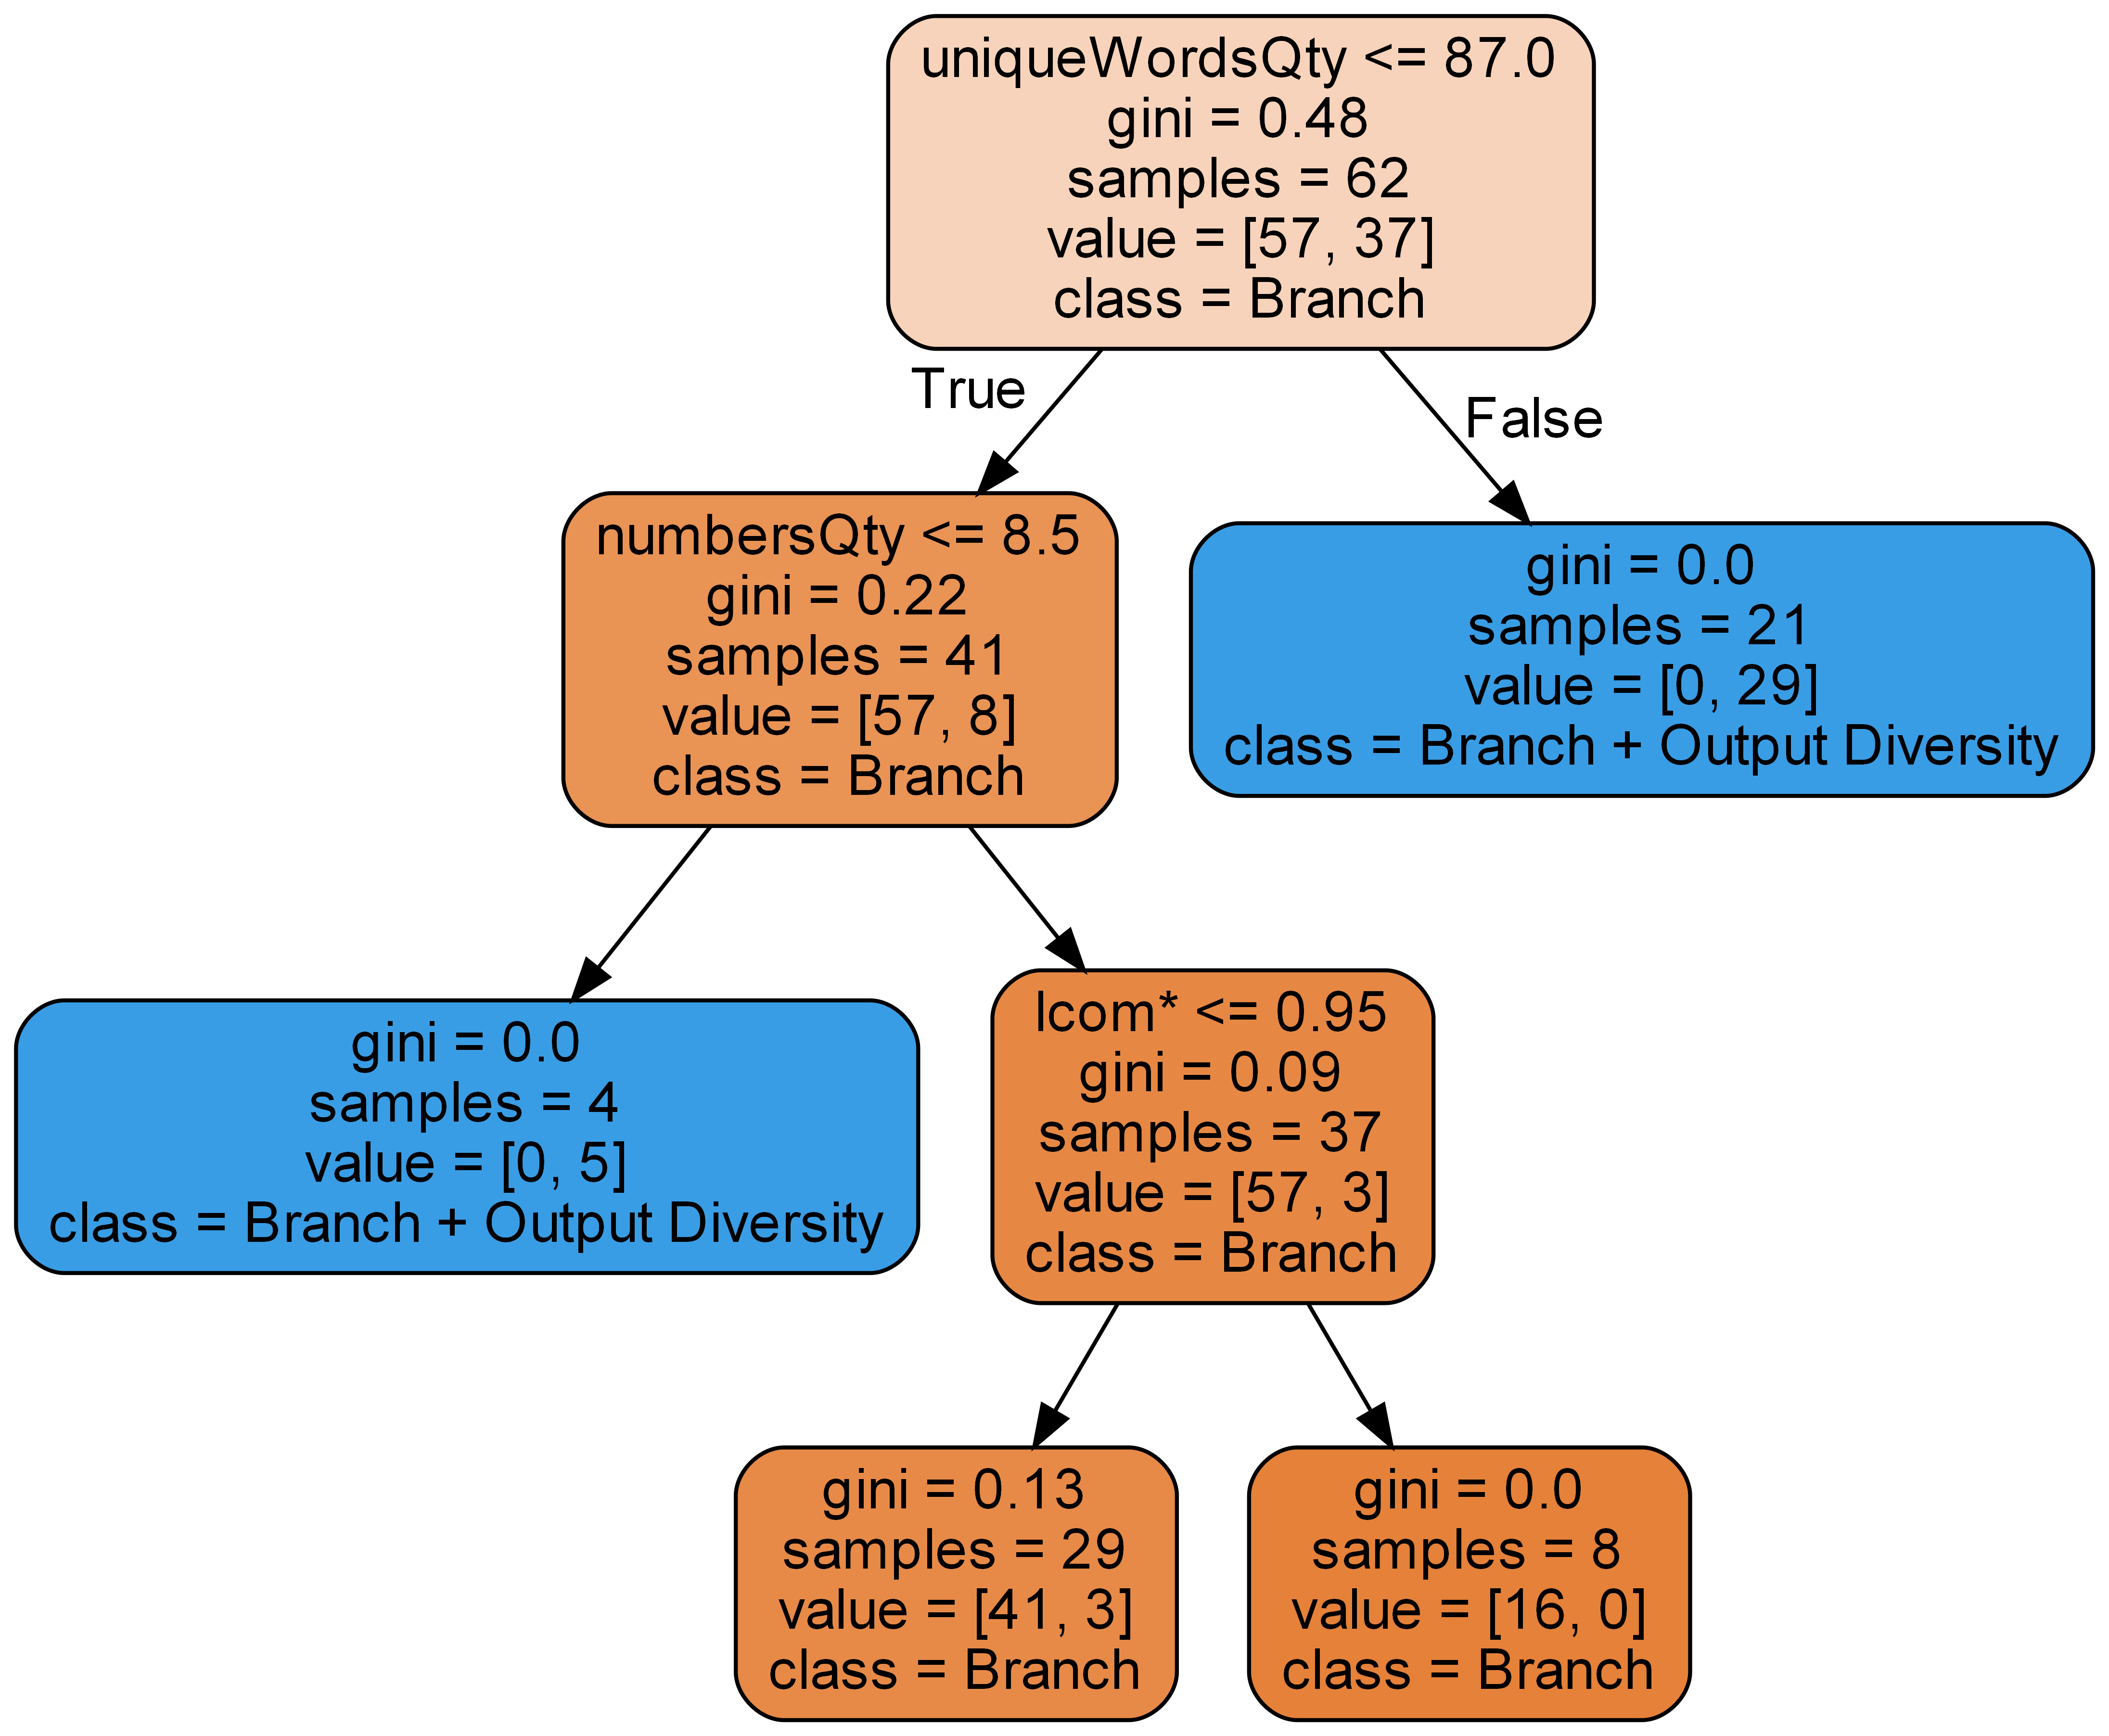 uniqueWordsQty <= 87.0
gini = 0.48
samples = 62
value = [57, 37]
class = Branch
True
False
numbersQty <= 8.5
gini = 0.22
samples = 41
value = [57, 8]
class = Branch
gini = 0.0
samples = 21
value = [0, 29]
class = Branch + Output Diversity
gini = 0.0
samples = 4
value = [0, 5]
class = Branch + Output Diversity
lcom* <= 0.95
gini = 0.09
samples = 37
value = [57, 3]
class = Branch
gini = 0.13
samples = 29
value = [41, 3]
class = Branch
gini = 0.0
samples = 8
value = [16, 0]
class = Branch